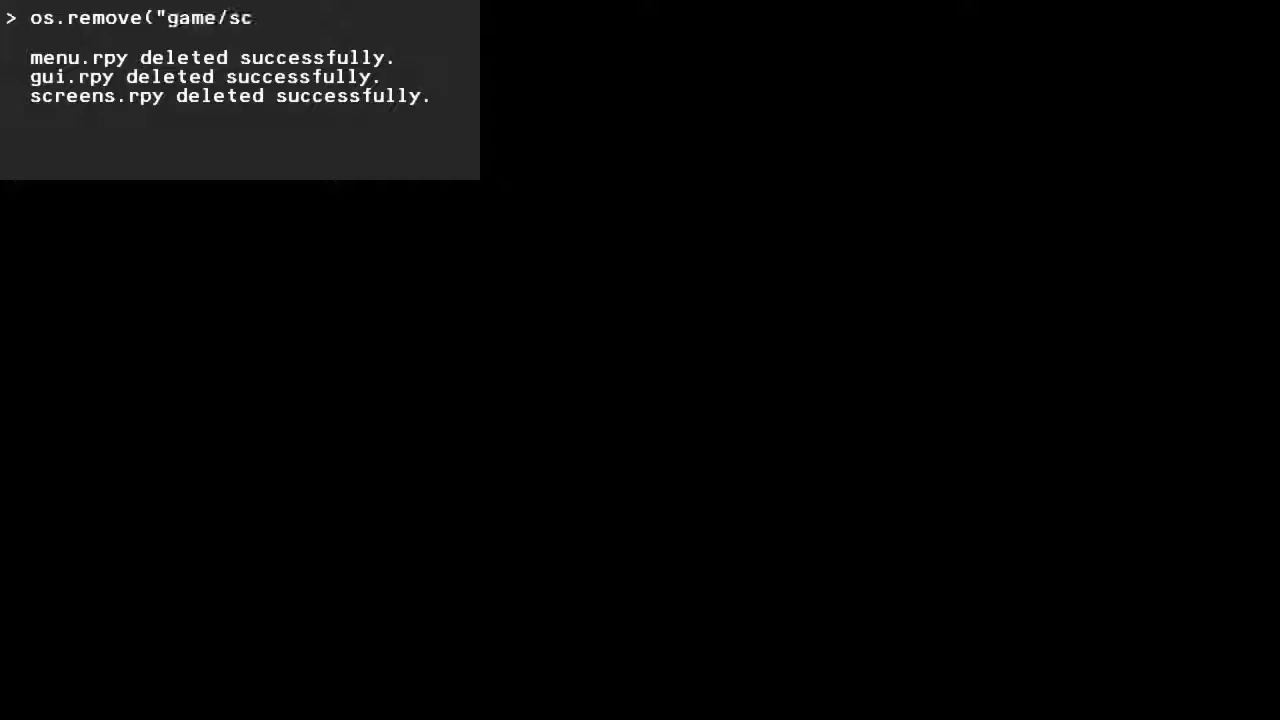 > os.remove("game/sc
menu.rpy deleted successfully.
gui.rpy deleted successfully.
screens.rpy deleted successfully.